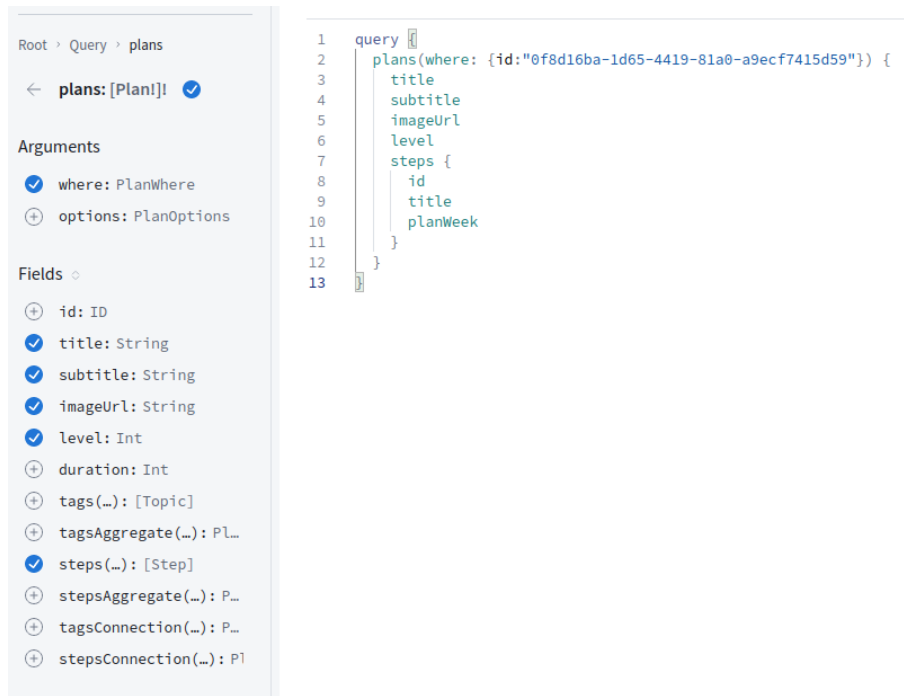 Root > Query > plans
← plans: [Plan!]!
Arguments
where: PlanWhere
options: PlanOptions
Fields
id: ID
title: String
subtitle: String
imageUrl: String
level: Int
duration: Int
tags(…): [Topic]
tagsAggregate(…): Pl…
steps(…): [Step]
stepsAggregate(…): P…
tagsConnection(…): P…
stepsConnection(…): Pl
1 query {
2 plans(where: {id:"0f8d16ba-1d65-4419-81a0-a9ecf7415d59"}) {
3 title
4 subtitle
5 imageUrl
6 level
7 steps {
8 id
9 title
10 planWeek
11 }
12 }
13 }